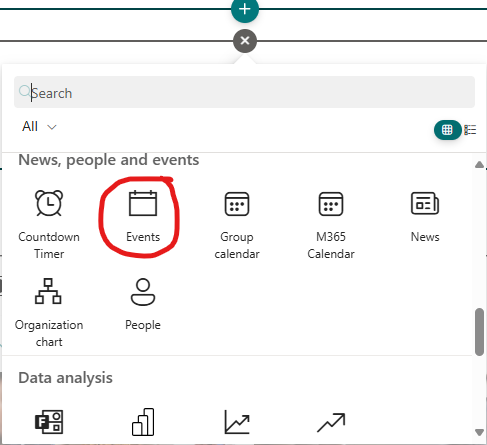 Search
All
News, people and events
Countdown
Timer
Events
Group
calendar
M365
Calendar
News
Organization
chart
People
Data analysis